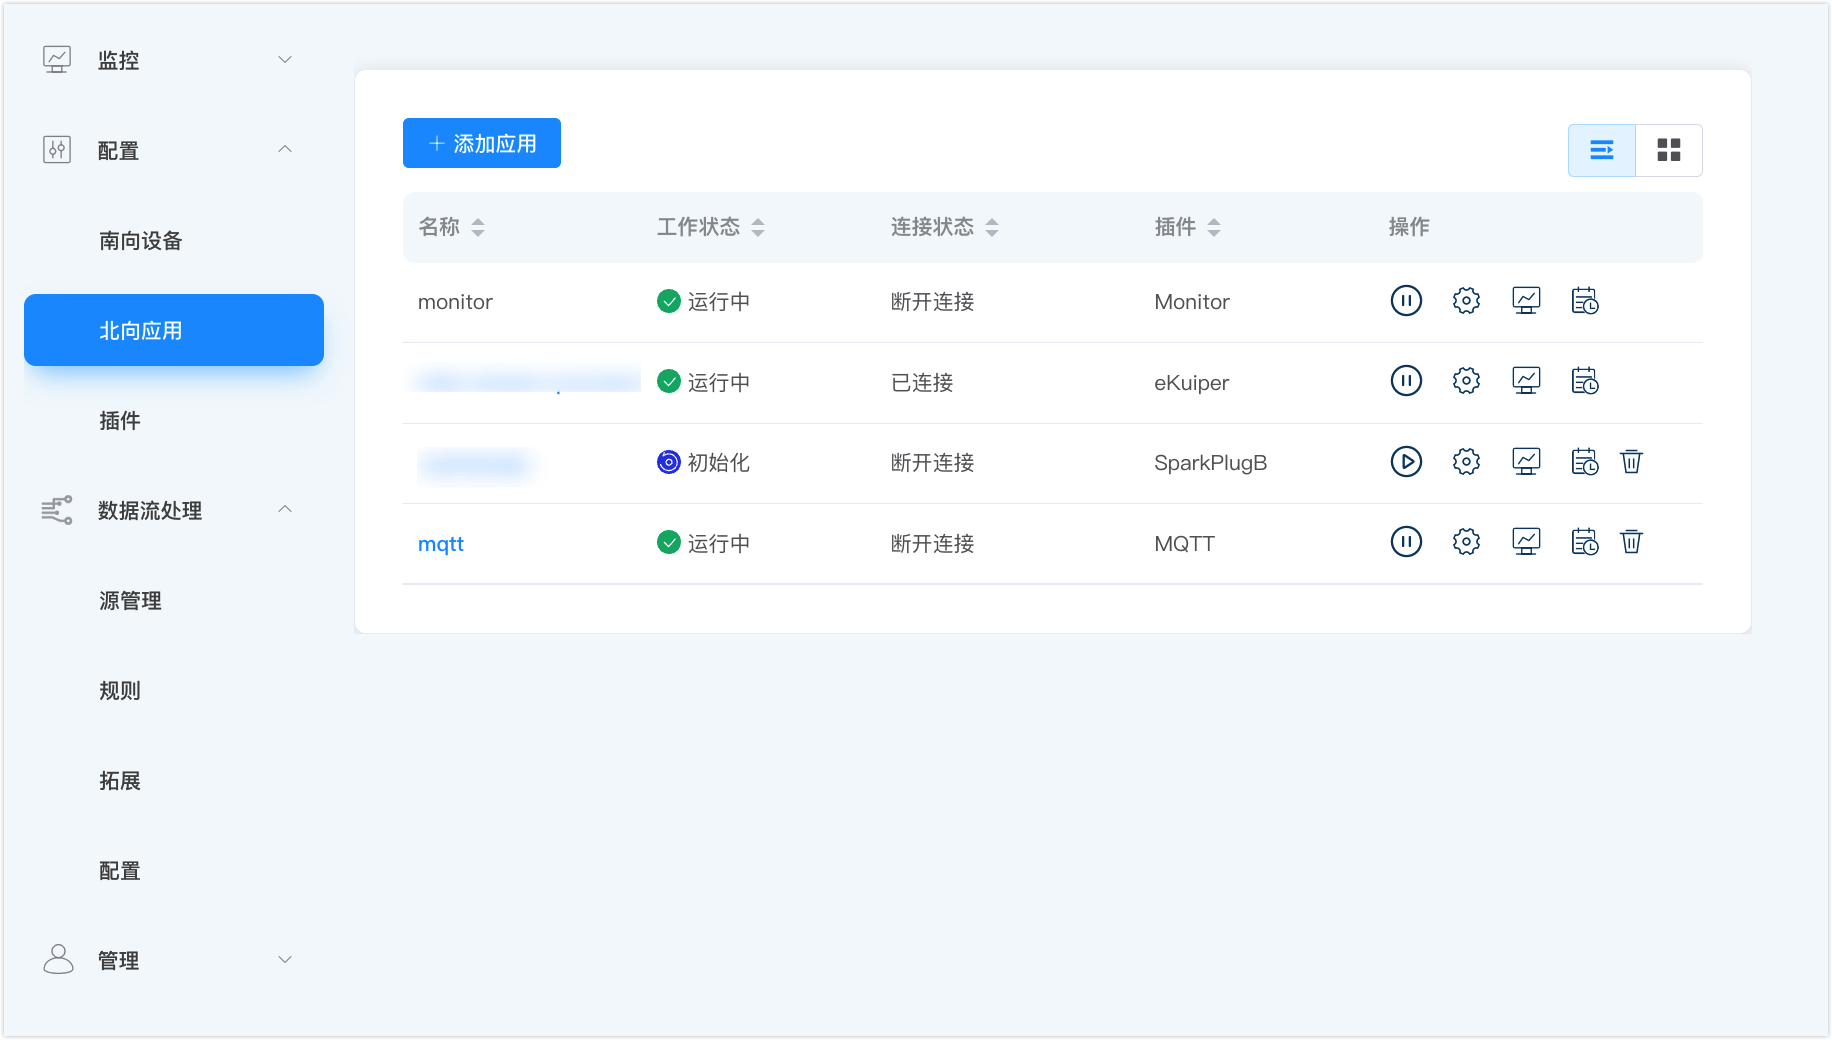 监控
配置
南向设备
北向应用
插件
数据流处理
源管理
规则
拓展
配置
管理
添加应用
名称 工作状态 连接状态 插件 操作
monitor 运行中 断开连接 Monitor
运行中 已连接 eKuiper
初始化 断开连接 SparkPlugB
mqtt 运行中 断开连接 MQTT